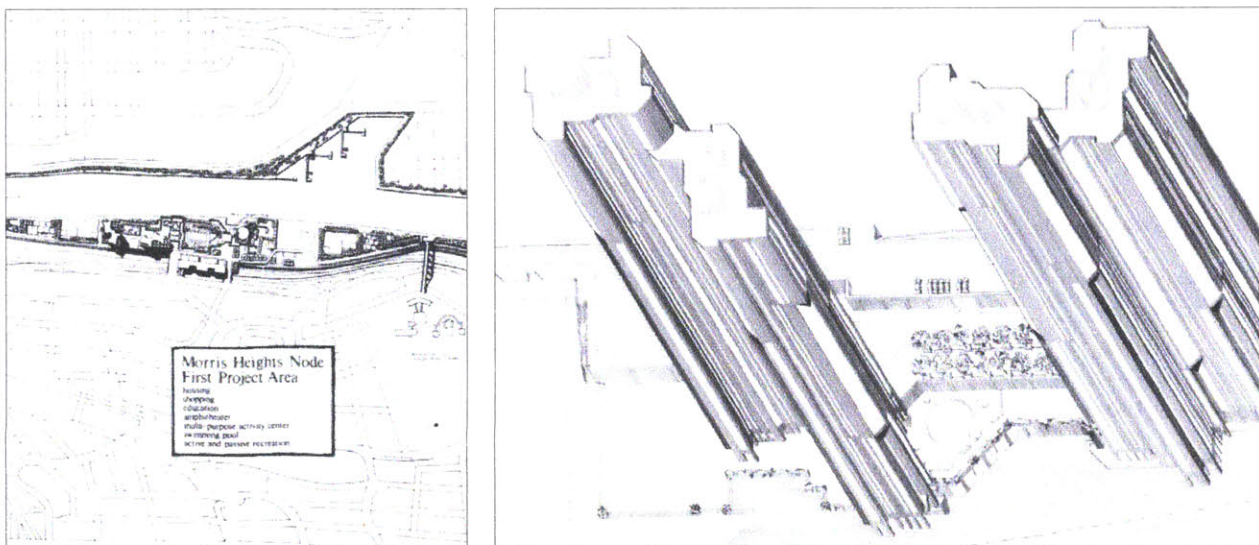 Morris Heights Node
First Project Area
housing
shopping
education
amphitheater
multi-purpose activity center
swimming pool
active and passive recreation